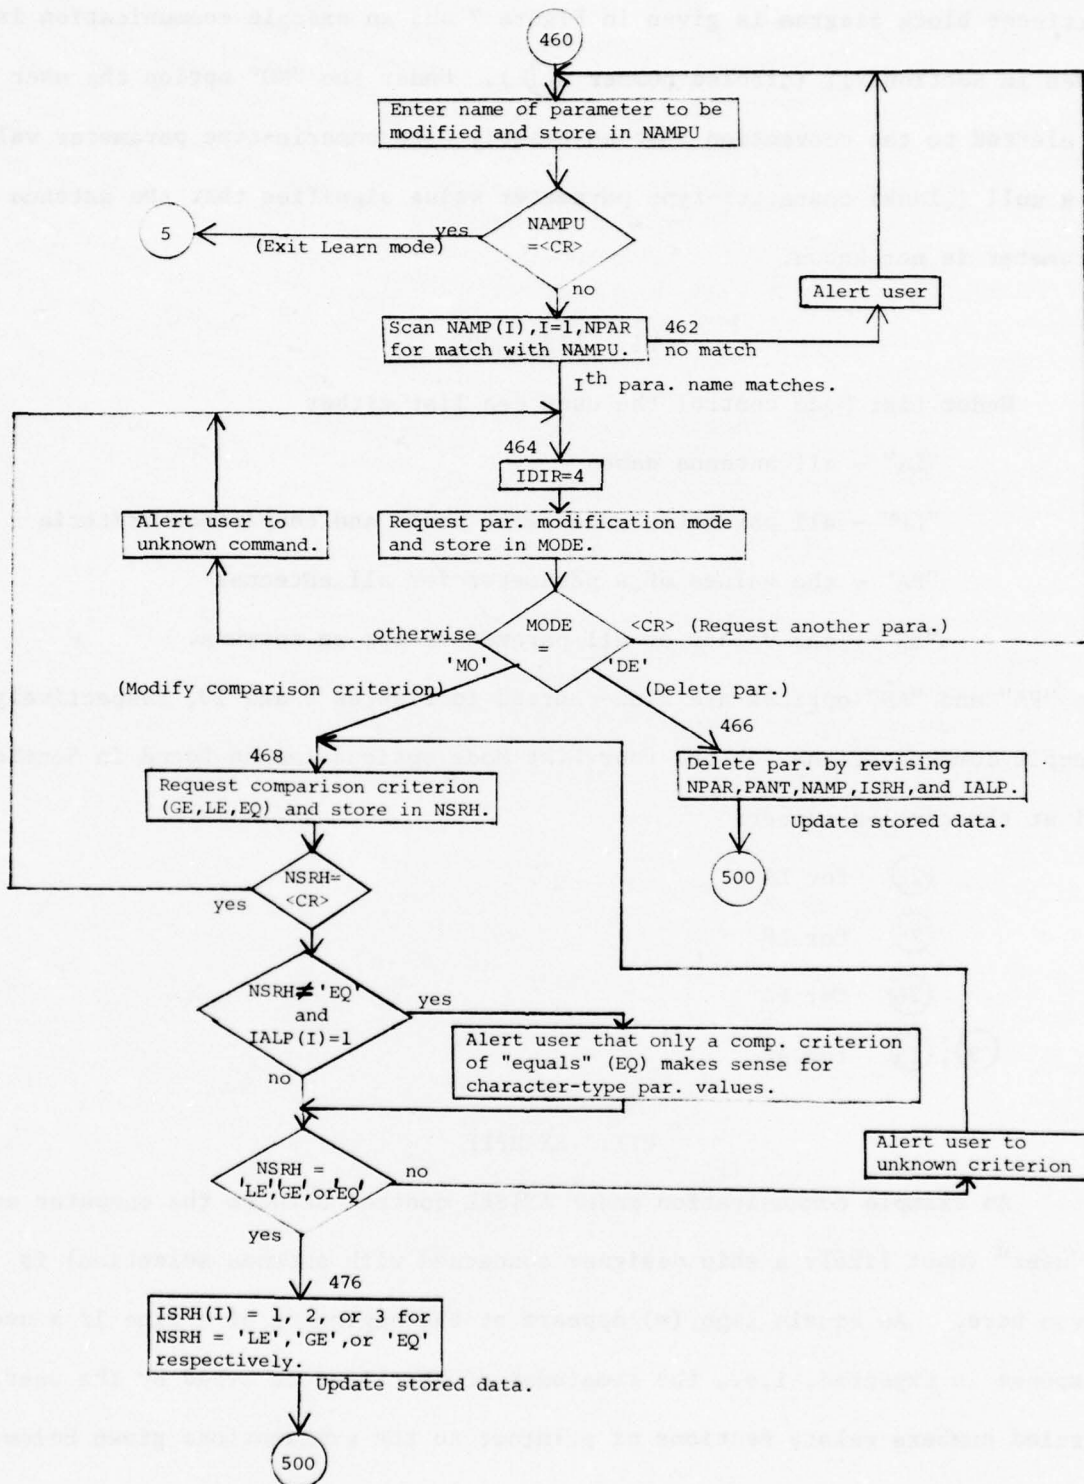 460
Enter name of parameter to be
modified and store in NAMPU
NAMPU
=<CR>
yes
(Exit Learn mode)
5
no
Alert user
Scan NAMP(I),I=1,NPAR
for match with NAMPU.
462
no match
Ith para. name matches.
464
IDIR=4
Alert user to
unknown command.
Request par. modification mode
and store in MODE.
MODE
=
otherwise
<CR> (Request another para.)
'MO'
'DE'
(Modify comparison criterion)
(Delete par.)
466
Delete par. by revising
NPAR,PANT,NAMP,ISRH,and IALP.
Update stored data.
500
468
Request comparison criterion
(GE,LE,EQ) and store in NSRH.
NSRH=
<CR>
yes
NSRH≠'EQ'
and
IALP(I)=1
yes
no
Alert user that only a comp. criterion
of "equals" (EQ) makes sense for
character-type par. values.
Alert user to
unknown criterion
NSRH =
'LE','GE',or'EQ'
no
yes
476
ISRH(I) = 1, 2, or 3 for
NSRH = 'LE','GE',or 'EQ'
respectively.
Update stored data.
500